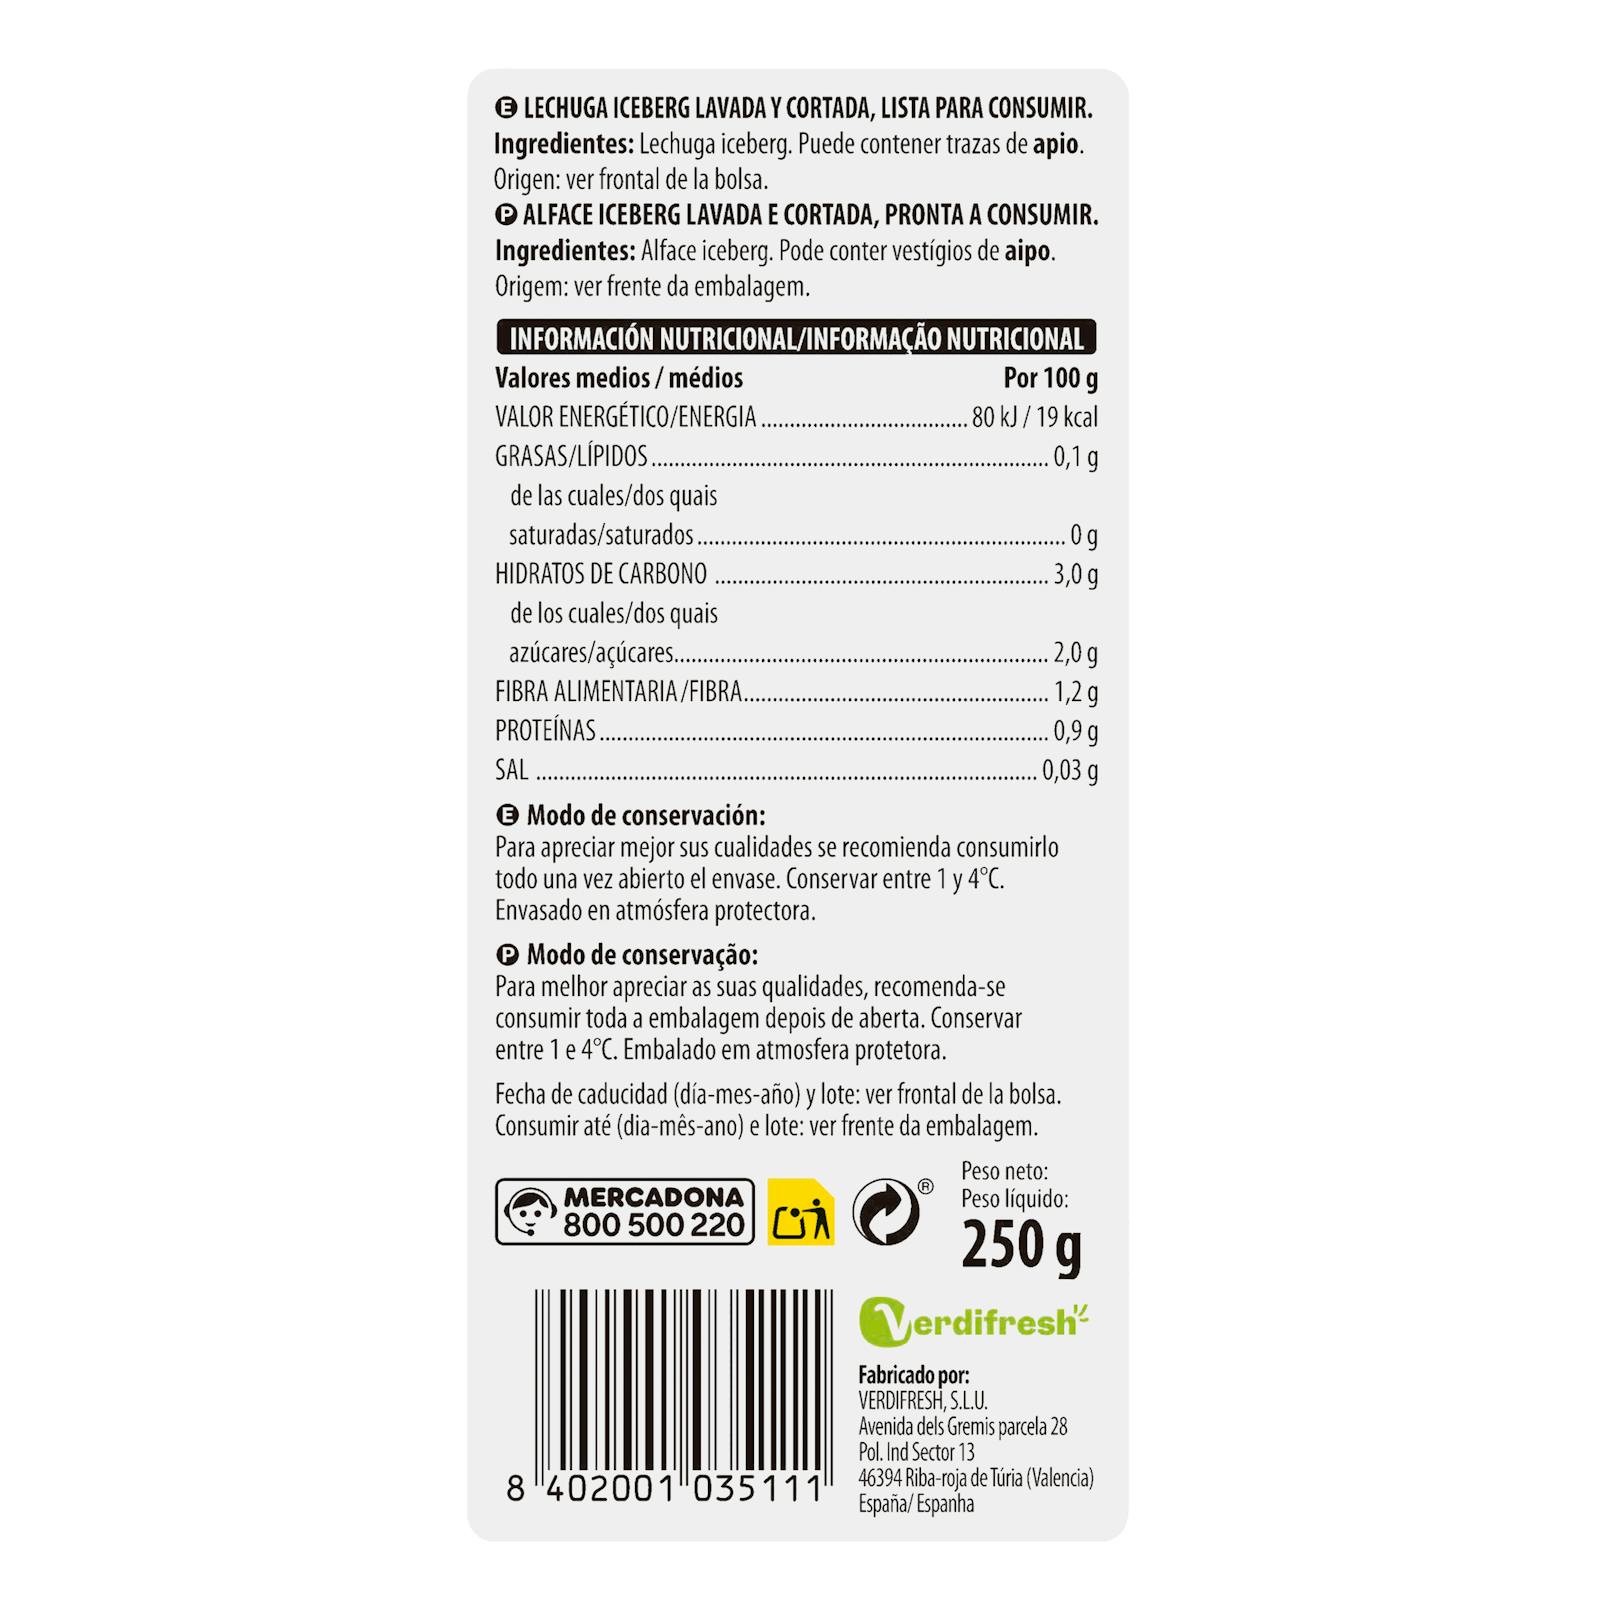 E LECHUGA ICEBERG LAVADA Y CORTADA, LISTA PARA CONSUMIR.
Ingredientes: Lechuga iceberg. Puede contener trazas de apio.
Origen: ver frontal de la bolsa.
P ALFACE ICEBERG LAVADA E CORTADA, PRONTA A CONSUMIR.
Ingredientes: Alface iceberg. Pode conter vestígios de aipo.
Origem: ver frente da embalagem.
INFORMACIÓN NUTRICIONAL/INFORMAÇÃO NUTRICIONAL
Valores medios / médios Por 100 g
VALOR ENERGÉTICO/ENERGIA 80 kJ / 19 kcal
GRASAS/LÍPIDOS 0,1 g
de las cuales/dos quais
saturadas/saturados 0 g
HIDRATOS DE CARBONO 3,0 g
de los cuales/dos quais
azúcares/açúcares 2,0 g
FIBRA ALIMENTARIA/FIBRA 1,2 g
PROTEÍNAS 0,9 g
SAL 0,03 g
E Modo de conservación:
Para apreciar mejor sus cualidades se recomienda consumirlo
todo una vez abierto el envase. Conservar entre 1 y 4°C.
Envasado en atmósfera protectora.
P Modo de conservação:
Para melhor apreciar as suas qualidades, recomenda-se
consumir toda a embalagem depois de aberta. Conservar
entre 1 e 4°C. Embalado em atmosfera protetora.
Fecha de caducidad (día-mes-año) y lote: ver frontal de la bolsa.
Consumir até (dia-mês-ano) e lote: ver frente da embalagem.
MERCADONA
800 500 220
®
Peso neto:
Peso líquido:
250 g
Verdifresh
Fabricado por:
VERDIFRESH, S.L.U.
Avenida dels Gremis parcela 28
Pol. Ind Sector 13
46394 Riba-roja de Túria (Valencia)
España/ Espanha
8 402001 035111